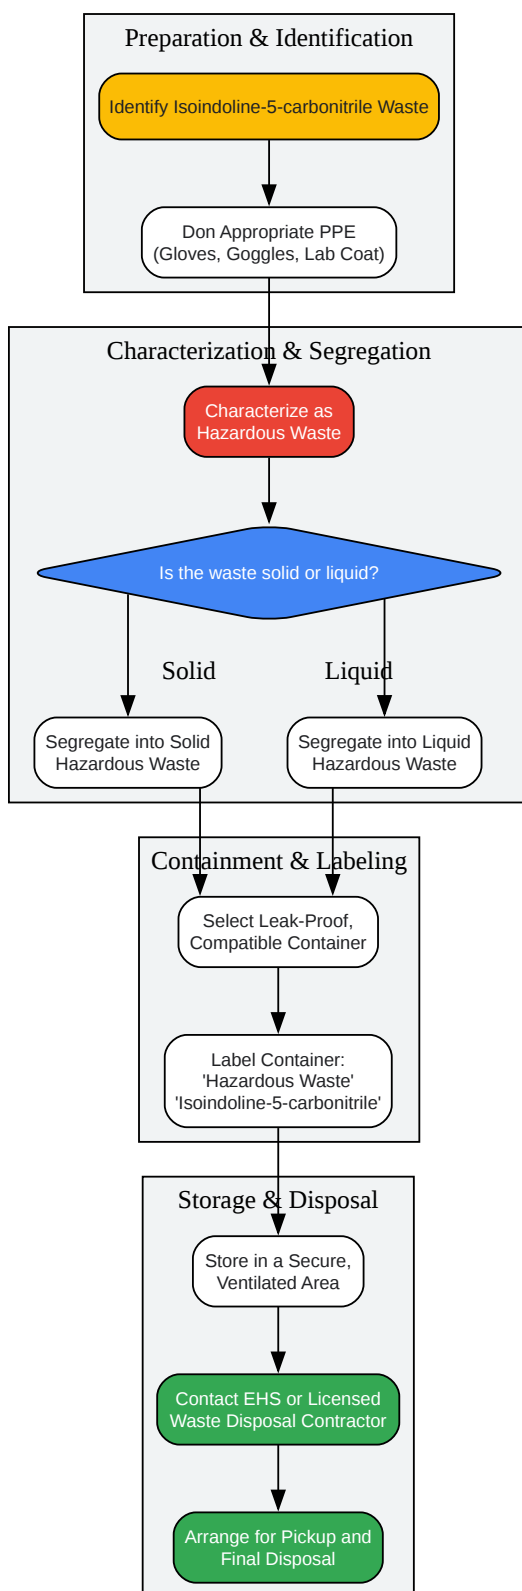 Preparation & Identification
Identify Isoindoline-5-carbonitrile Waste
Don Appropriate PPE
(Gloves, Goggles, Lab Coat)
Characterization & Segregation
Characterize as
Hazardous Waste
Is the waste solid or liquid?
Solid
Liquid
Segregate into Solid
Hazardous Waste
Segregate into Liquid
Hazardous Waste
Containment & Labeling
Select Leak-Proof,
Compatible Container
Label Container:
'Hazardous Waste'
'Isoindoline-5-carbonitrile'
Storage & Disposal
Store in a Secure,
Ventilated Area
Contact EHS or Licensed
Waste Disposal Contractor
Arrange for Pickup and
Final Disposal